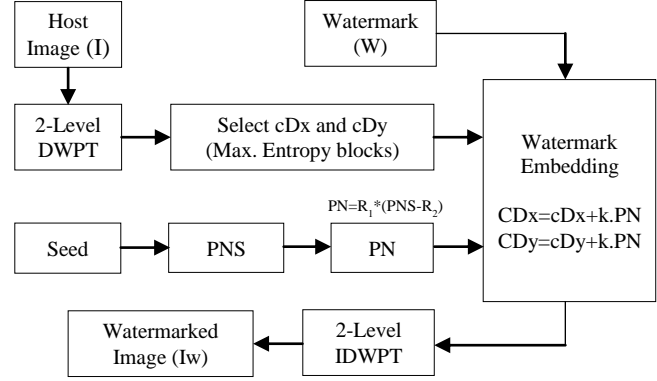 Host
Image (I)
Watermark
(W)
2-Level
DWPT
Select cDx and cDy
(Max. Entropy blocks)
Watermark
Embedding
CDx=cDx+k.PN
CDy=cDy+k.PN
PN=R₁*(PNS-R₂)
Seed
PNS
PN
Watermarked
Image (Iw)
2-Level
IDWPT